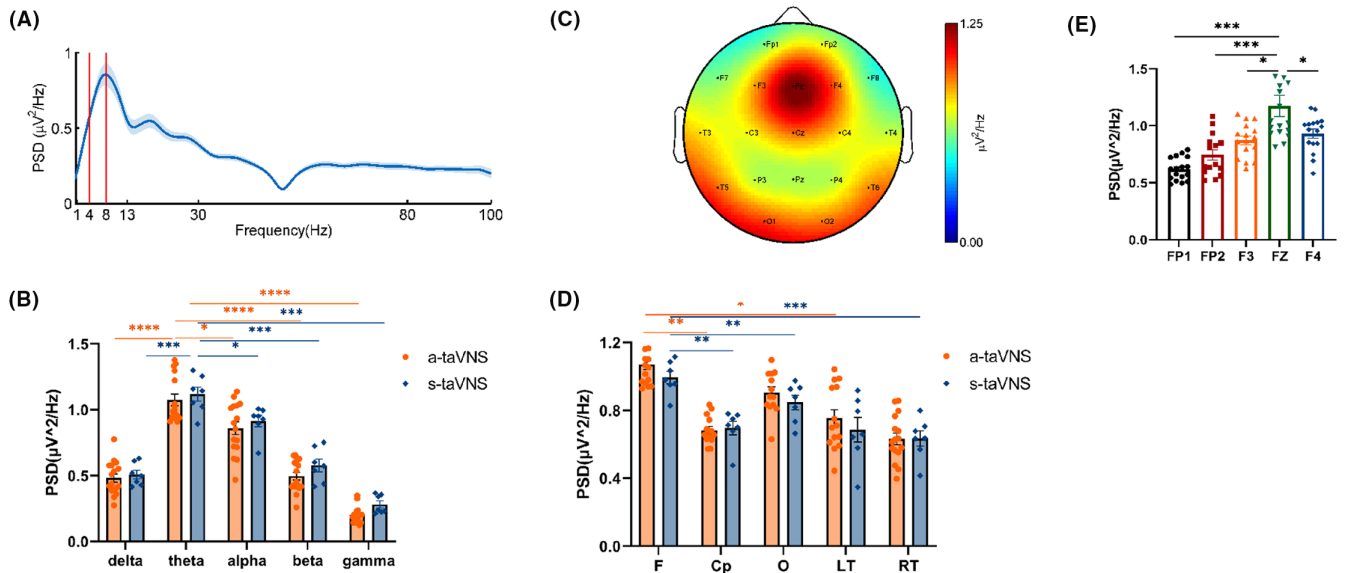 (A)
1
0.5
0
PSD (μV²/Hz)
1 4 8 13 30 80 100
Frequency(Hz)
(B)
**** 
**** ***
**** * ***
*** *
1.5
1.0
0.5
0.0
PSD(μV^2/Hz)
delta theta alpha beta gamma
a-taVNS
s-taVNS
(C)
Fp1 Fp2
F7 F3 Fz F4 F8
T3 C3 Cz C4 T4
T5 P3 Pz P4 T6
O1 O2
1.25
μV²/Hz
0.00
(D)
* ***
** **
**
1.2
0.8
0.4
0.0
PSD(μV^2/Hz)
F Cp O LT RT
a-taVNS
s-taVNS
(E)
***
***
* *
1.5
1.0
0.5
0.0
PSD(μV^2/Hz)
FP1 FP2 F3 FZ F4